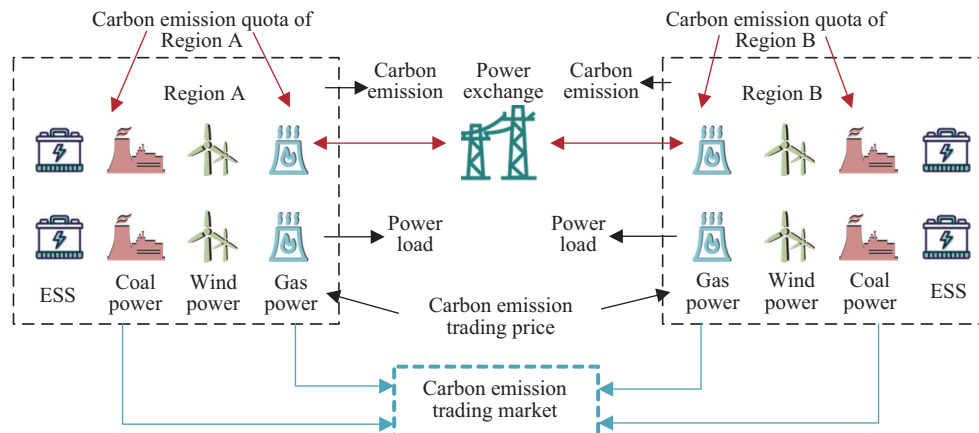 Carbon emission quota of
Region A
Carbon emission quota of
Region B
Region A
Carbon
emission
Power
exchange
Carbon
emission
Region B
Power
load
Power
load
ESS
Coal
power
Wind
power
Gas
power
Carbon emission
trading price
Gas
power
Wind
power
Coal
power
ESS
Carbon emission
trading market